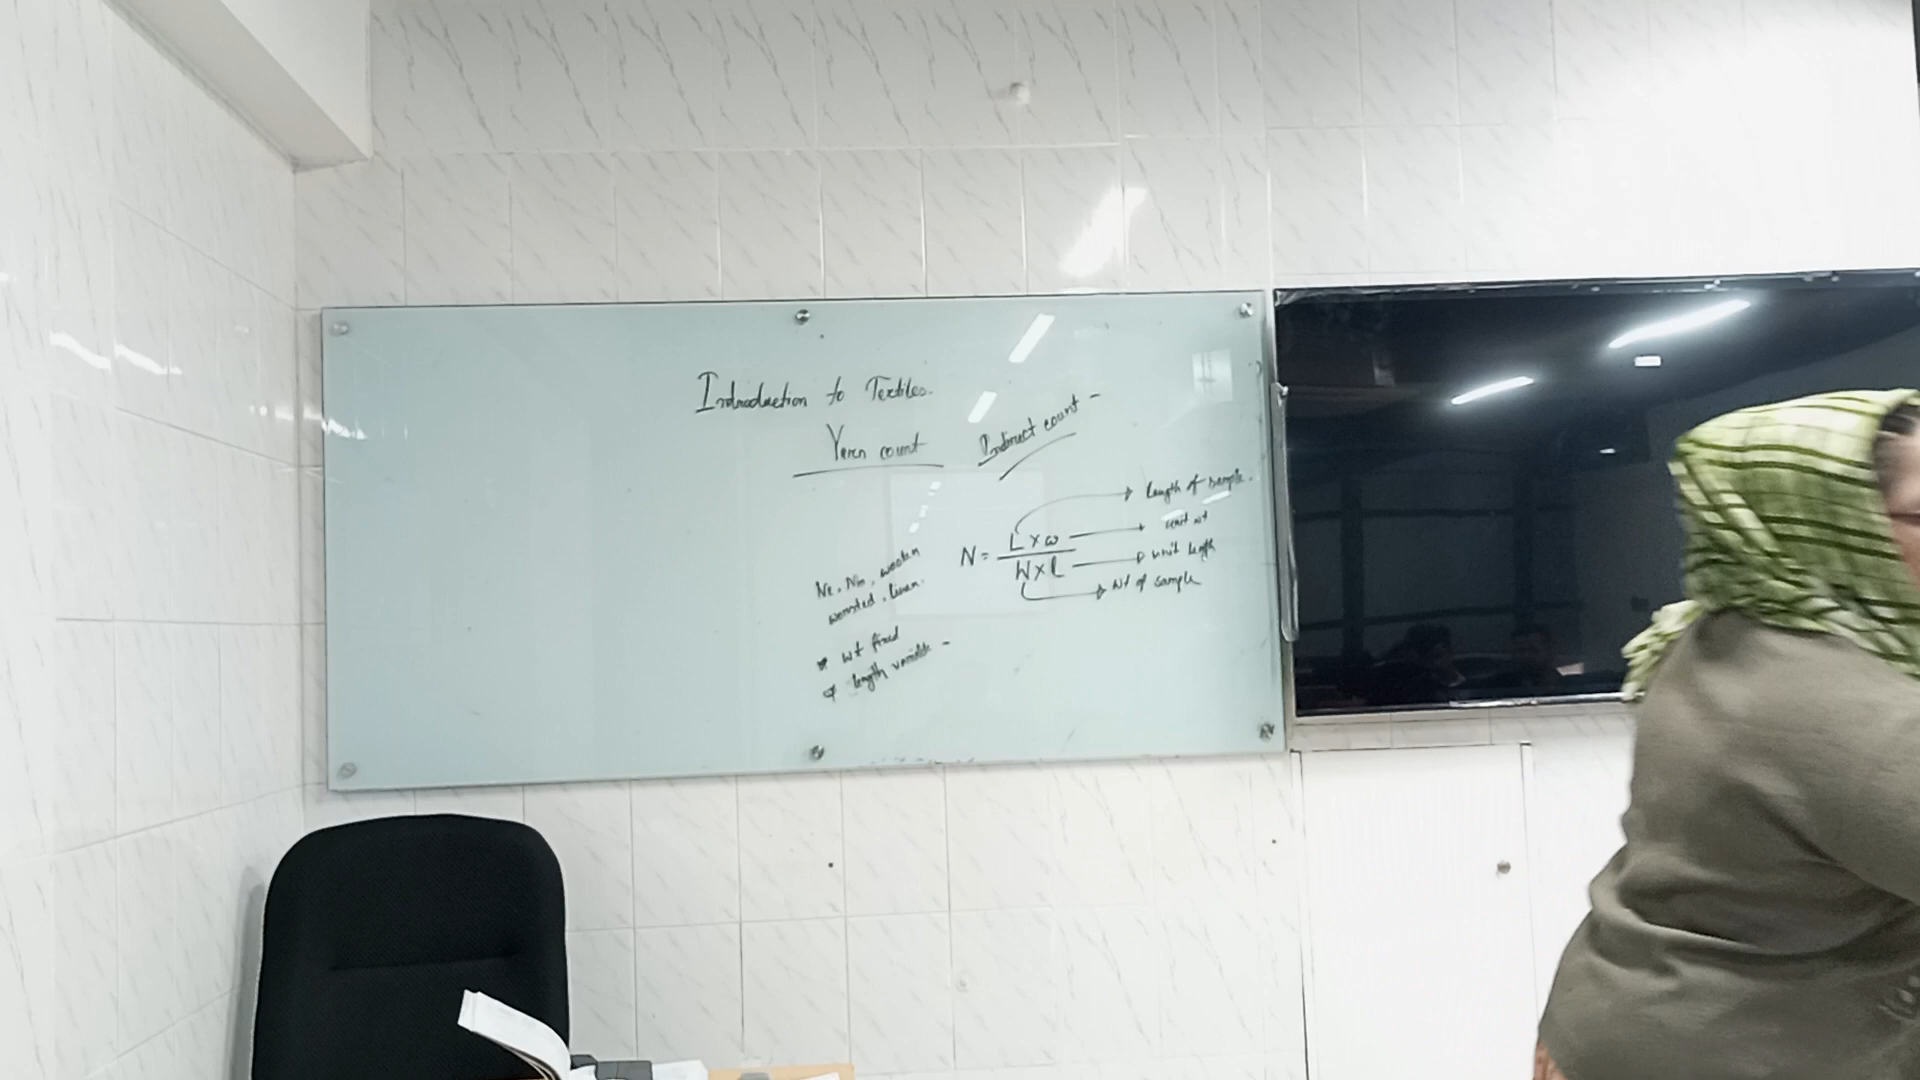 Introduction to Textiles.
Yarn count
Indirect count -
N = L × w / W × l
length of sample.
unit wt
unit length
wt of sample
Ne, Nm, woolen
worsted, linen.
* wt fixed
* length variable -